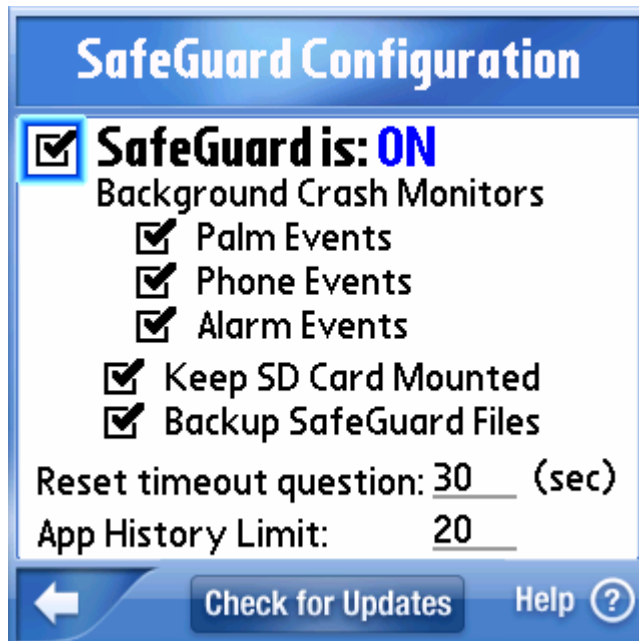 SafeGuard Configuration
SafeGuard is: ON
Background Crash Monitors
Palm Events
Phone Events
Alarm Events
Keep SD Card Mounted
Backup SafeGuard Files
Reset timeout question: 30 (sec)
App History Limit: 20
Check for Updates Help ?